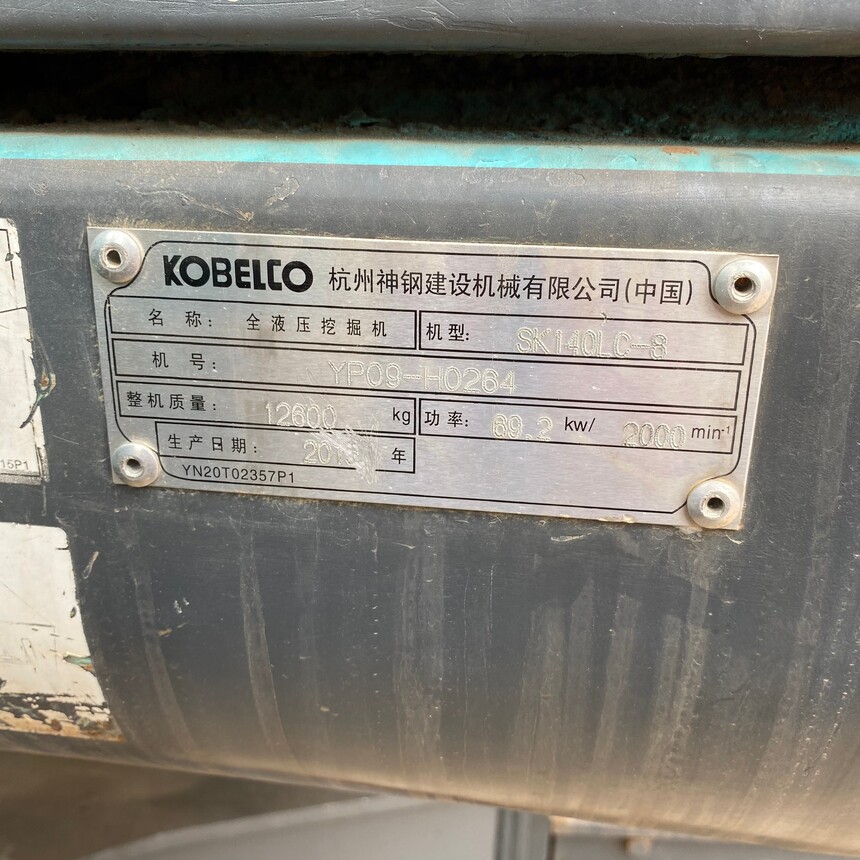 KOBELCO 杭州神钢建设机械有限公司(中国)
名 称: 全液压挖掘机 机型: SK140LC-8
机 号: YP09-H0264
整机质量: 12600 kg 功率: 69.2 kw/ 2000 min-1
生产日期: 年
YN20T02357P1
15P1